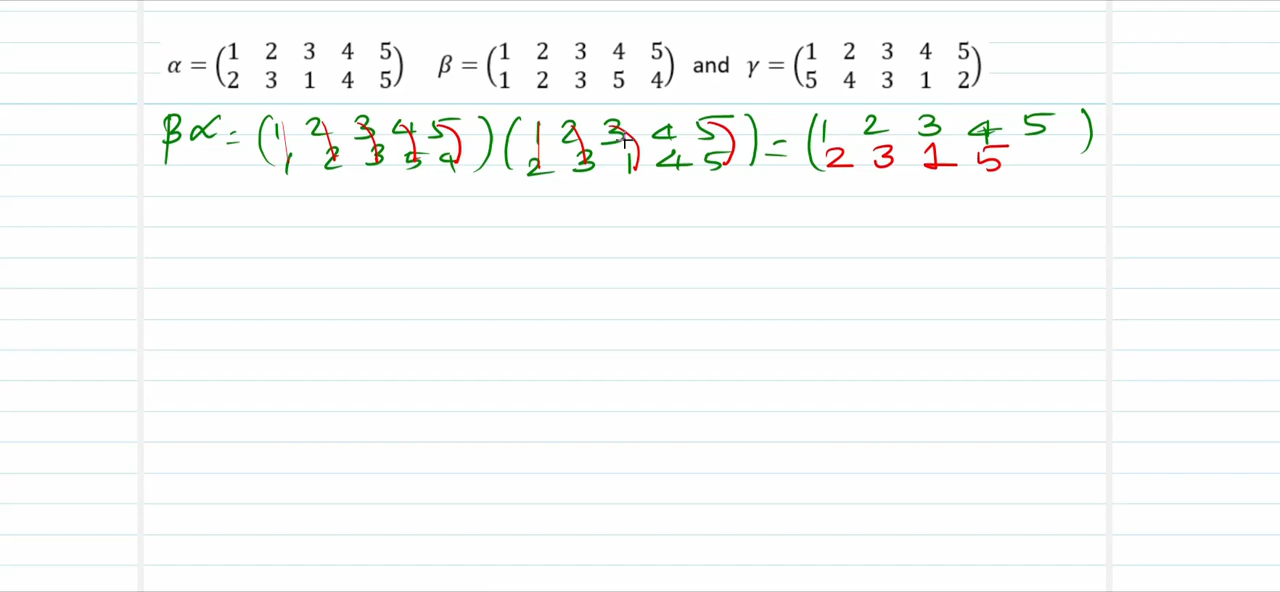 α = (1 2 3 4 5) β = (1 2 3 4 5) and γ = (1 2 3 4 5)
(2 3 1 4 5) (1 2 3 5 4) (5 4 3 1 2)
βα = (1 2 3 4 5)(1 2 3 4 5) = (1 2 3 4 5)
(1 2 3 5 4)(2 3 1 4 5) (2 3 1 5 )